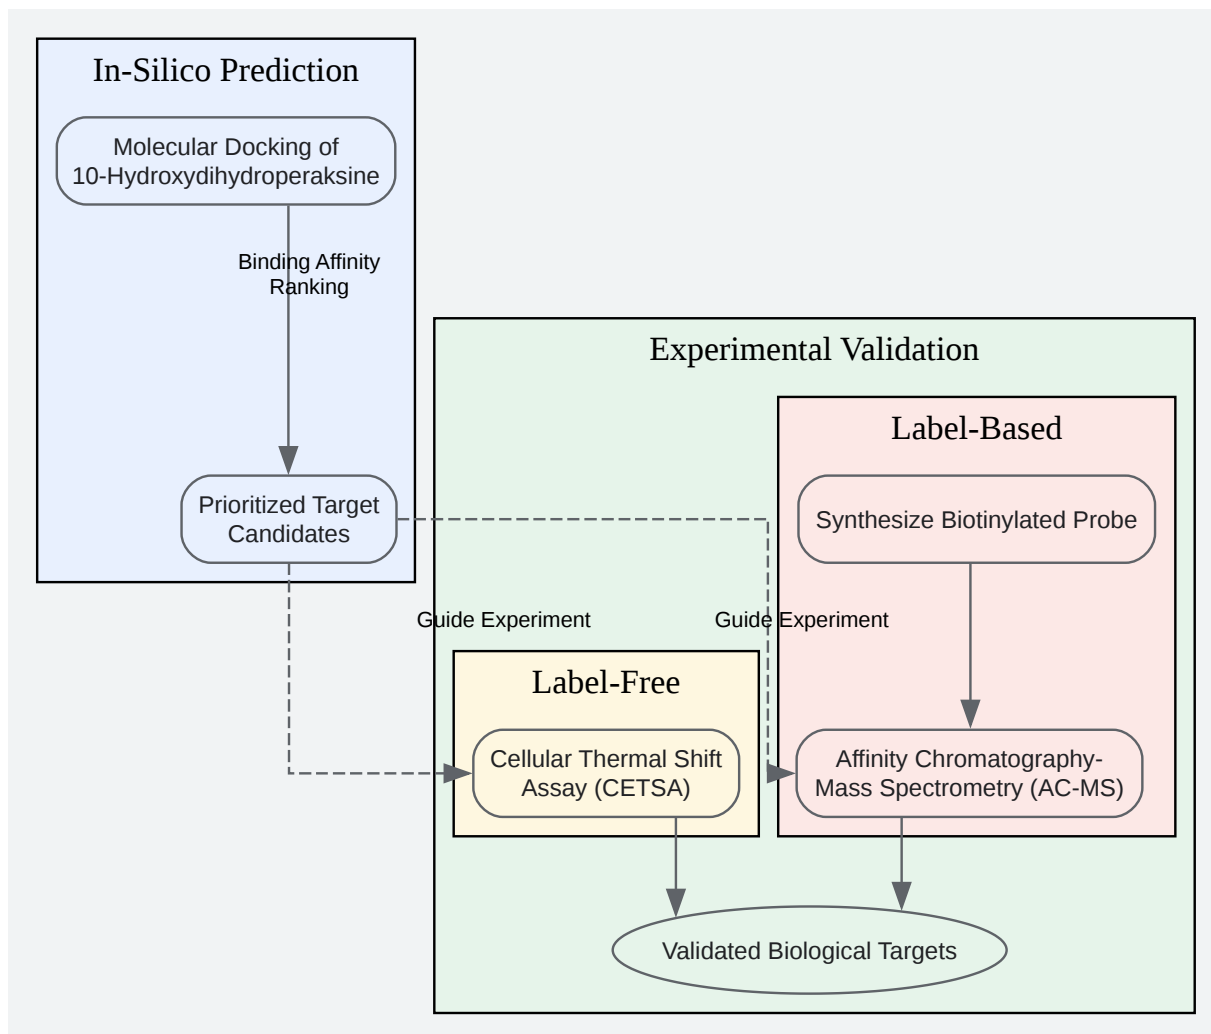 In-Silico Prediction
Molecular Docking of
10-Hydroxydihydroperaksine
Binding Affinity
Ranking
Prioritized Target
Candidates
Experimental Validation
Label-Based
Synthesize Biotinylated Probe
Guide Experiment
Guide Experiment
Label-Free
Cellular Thermal Shift
Assay (CETSA)
Affinity Chromatography-
Mass Spectrometry (AC-MS)
Validated Biological Targets